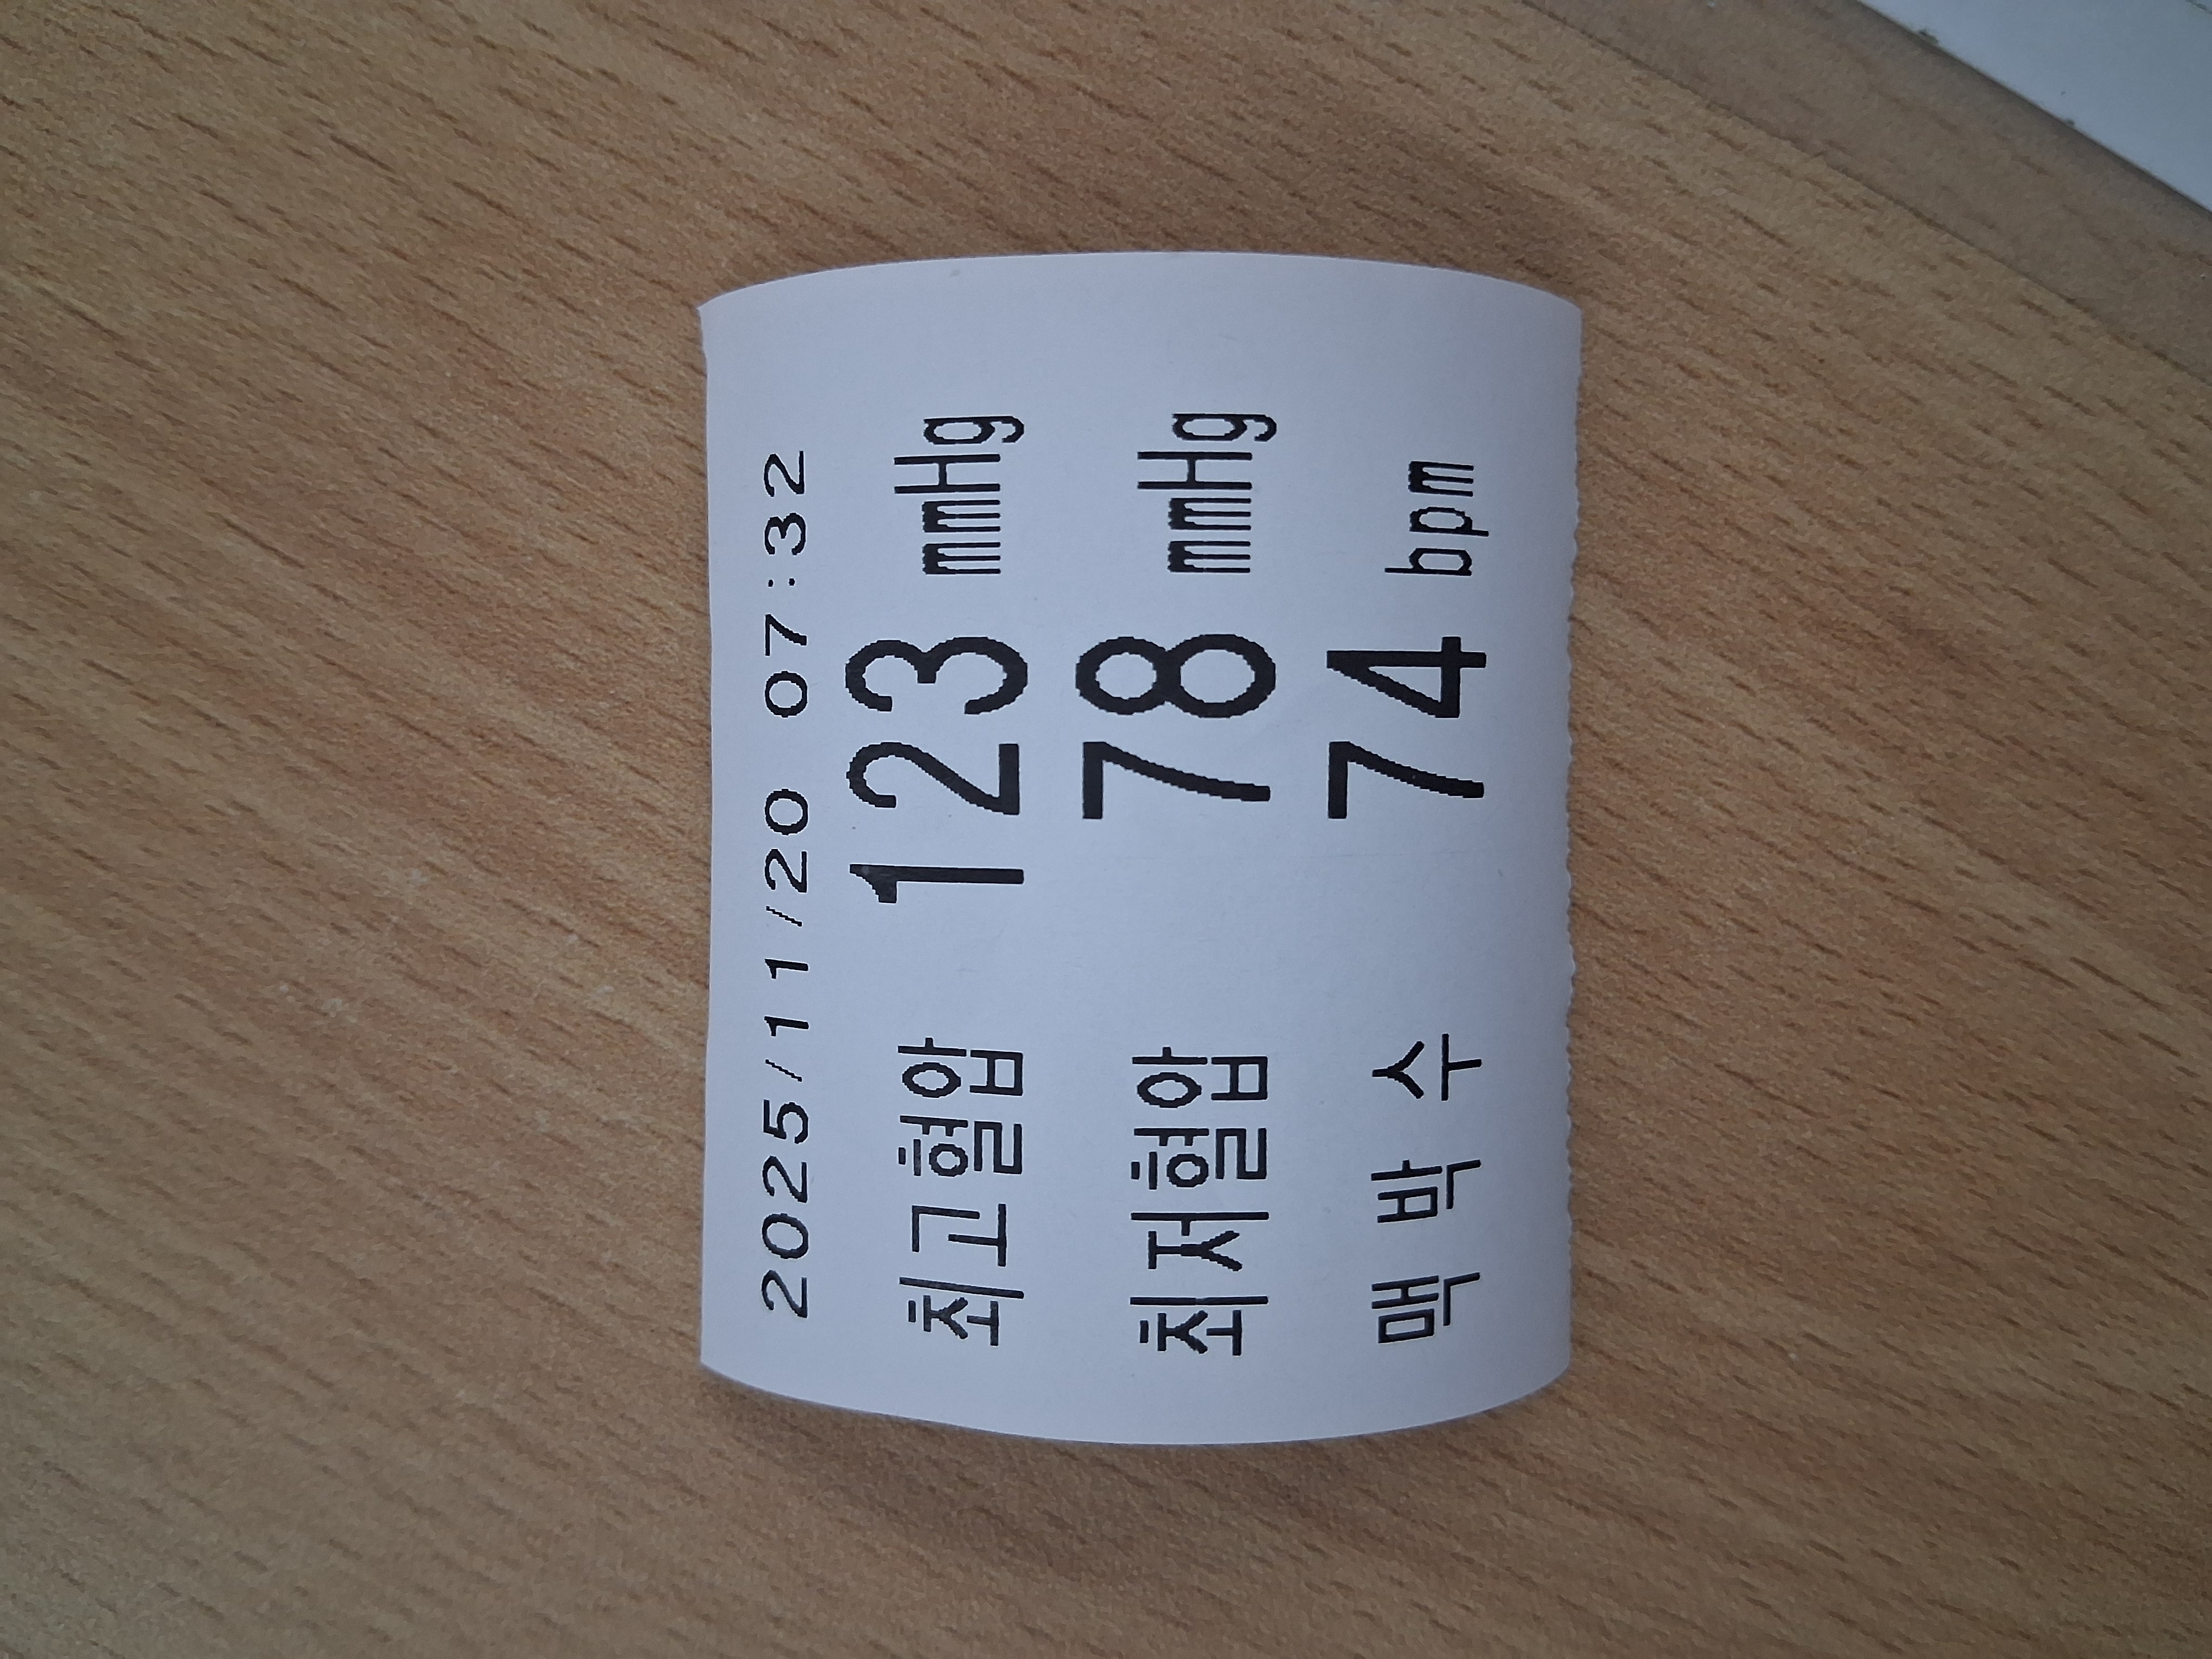 2025/11/20 07:32
최고혈압 123 mmHg
최저혈압 78 mmHg
맥박수 74 bpm